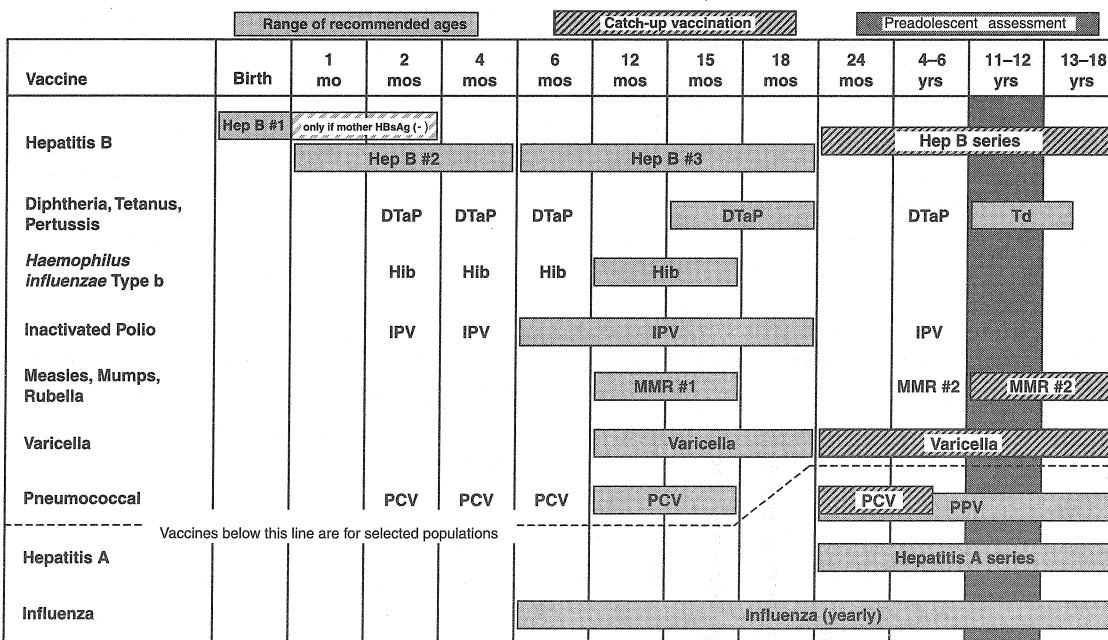 Range of recommended ages
Catch-up vaccination
Preadolescent assessment
Vaccine
Birth
1 mo
2 mos
4 mos
6 mos
12 mos
15 mos
18 mos
24 mos
4–6 yrs
11–12 yrs
13–18 yrs
Hepatitis B
Hep B #1
only if mother HBsAg (-)
Hep B #2
Hep B #3
Hep B series
Diphtheria, Tetanus,
Pertussis
DTaP
DTaP
DTaP
DTaP
DTaP
Td
Haemophilus
influenzae Type b
Hib
Hib
Hib
Hib
Inactivated Polio
IPV
IPV
IPV
IPV
Measles, Mumps,
Rubella
MMR #1
MMR #2
MMR #2
Varicella
Varicella
Varicella
Pneumococcal
PCV
PCV
PCV
PCV
PCV
PPV
Vaccines below this line are for selected populations
Hepatitis A
Hepatitis A series
Influenza
Influenza (yearly)